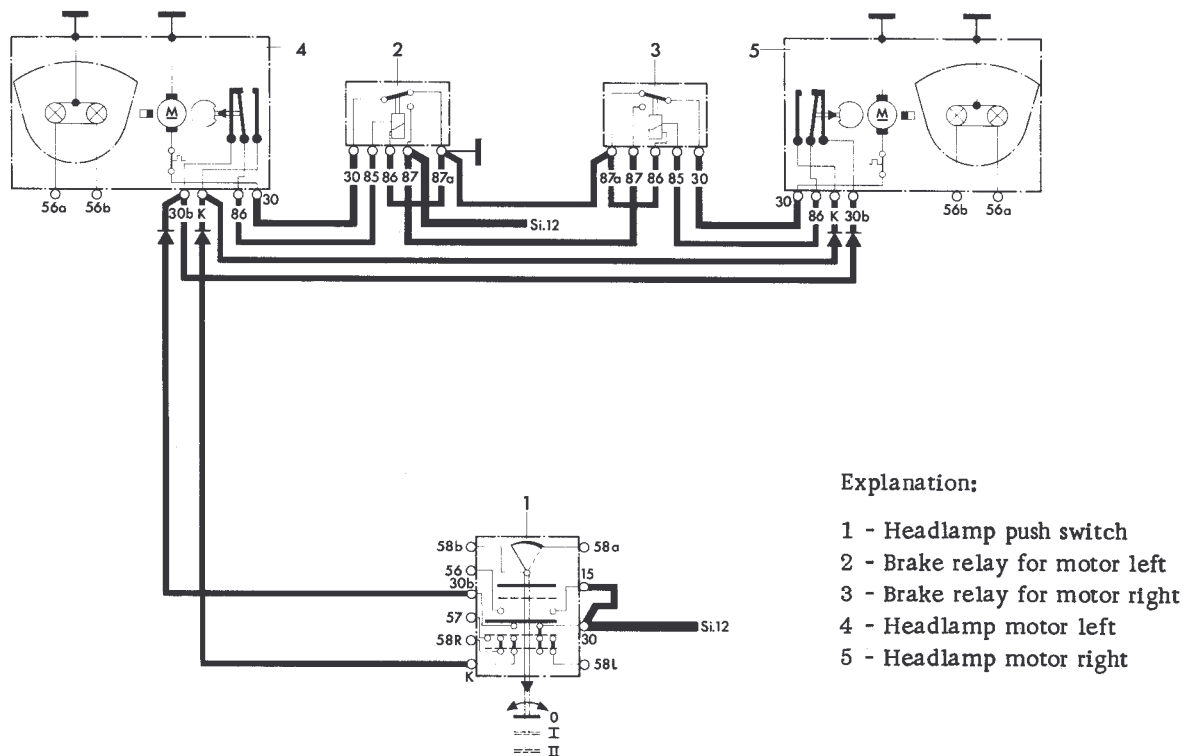 4
2
3
5
M
M
30 85 86 87 87a
87a 87 86 85 30
56a 56b
30b K 86 30
30 86 K 30b
56b 56a
Si.12
1
58b
58a
56
15
30b
57
30
Si.12
58R
58L
K
0
I
II
Explanation:
1 - Headlamp push switch
2 - Brake relay for motor left
3 - Brake relay for motor right
4 - Headlamp motor left
5 - Headlamp motor right